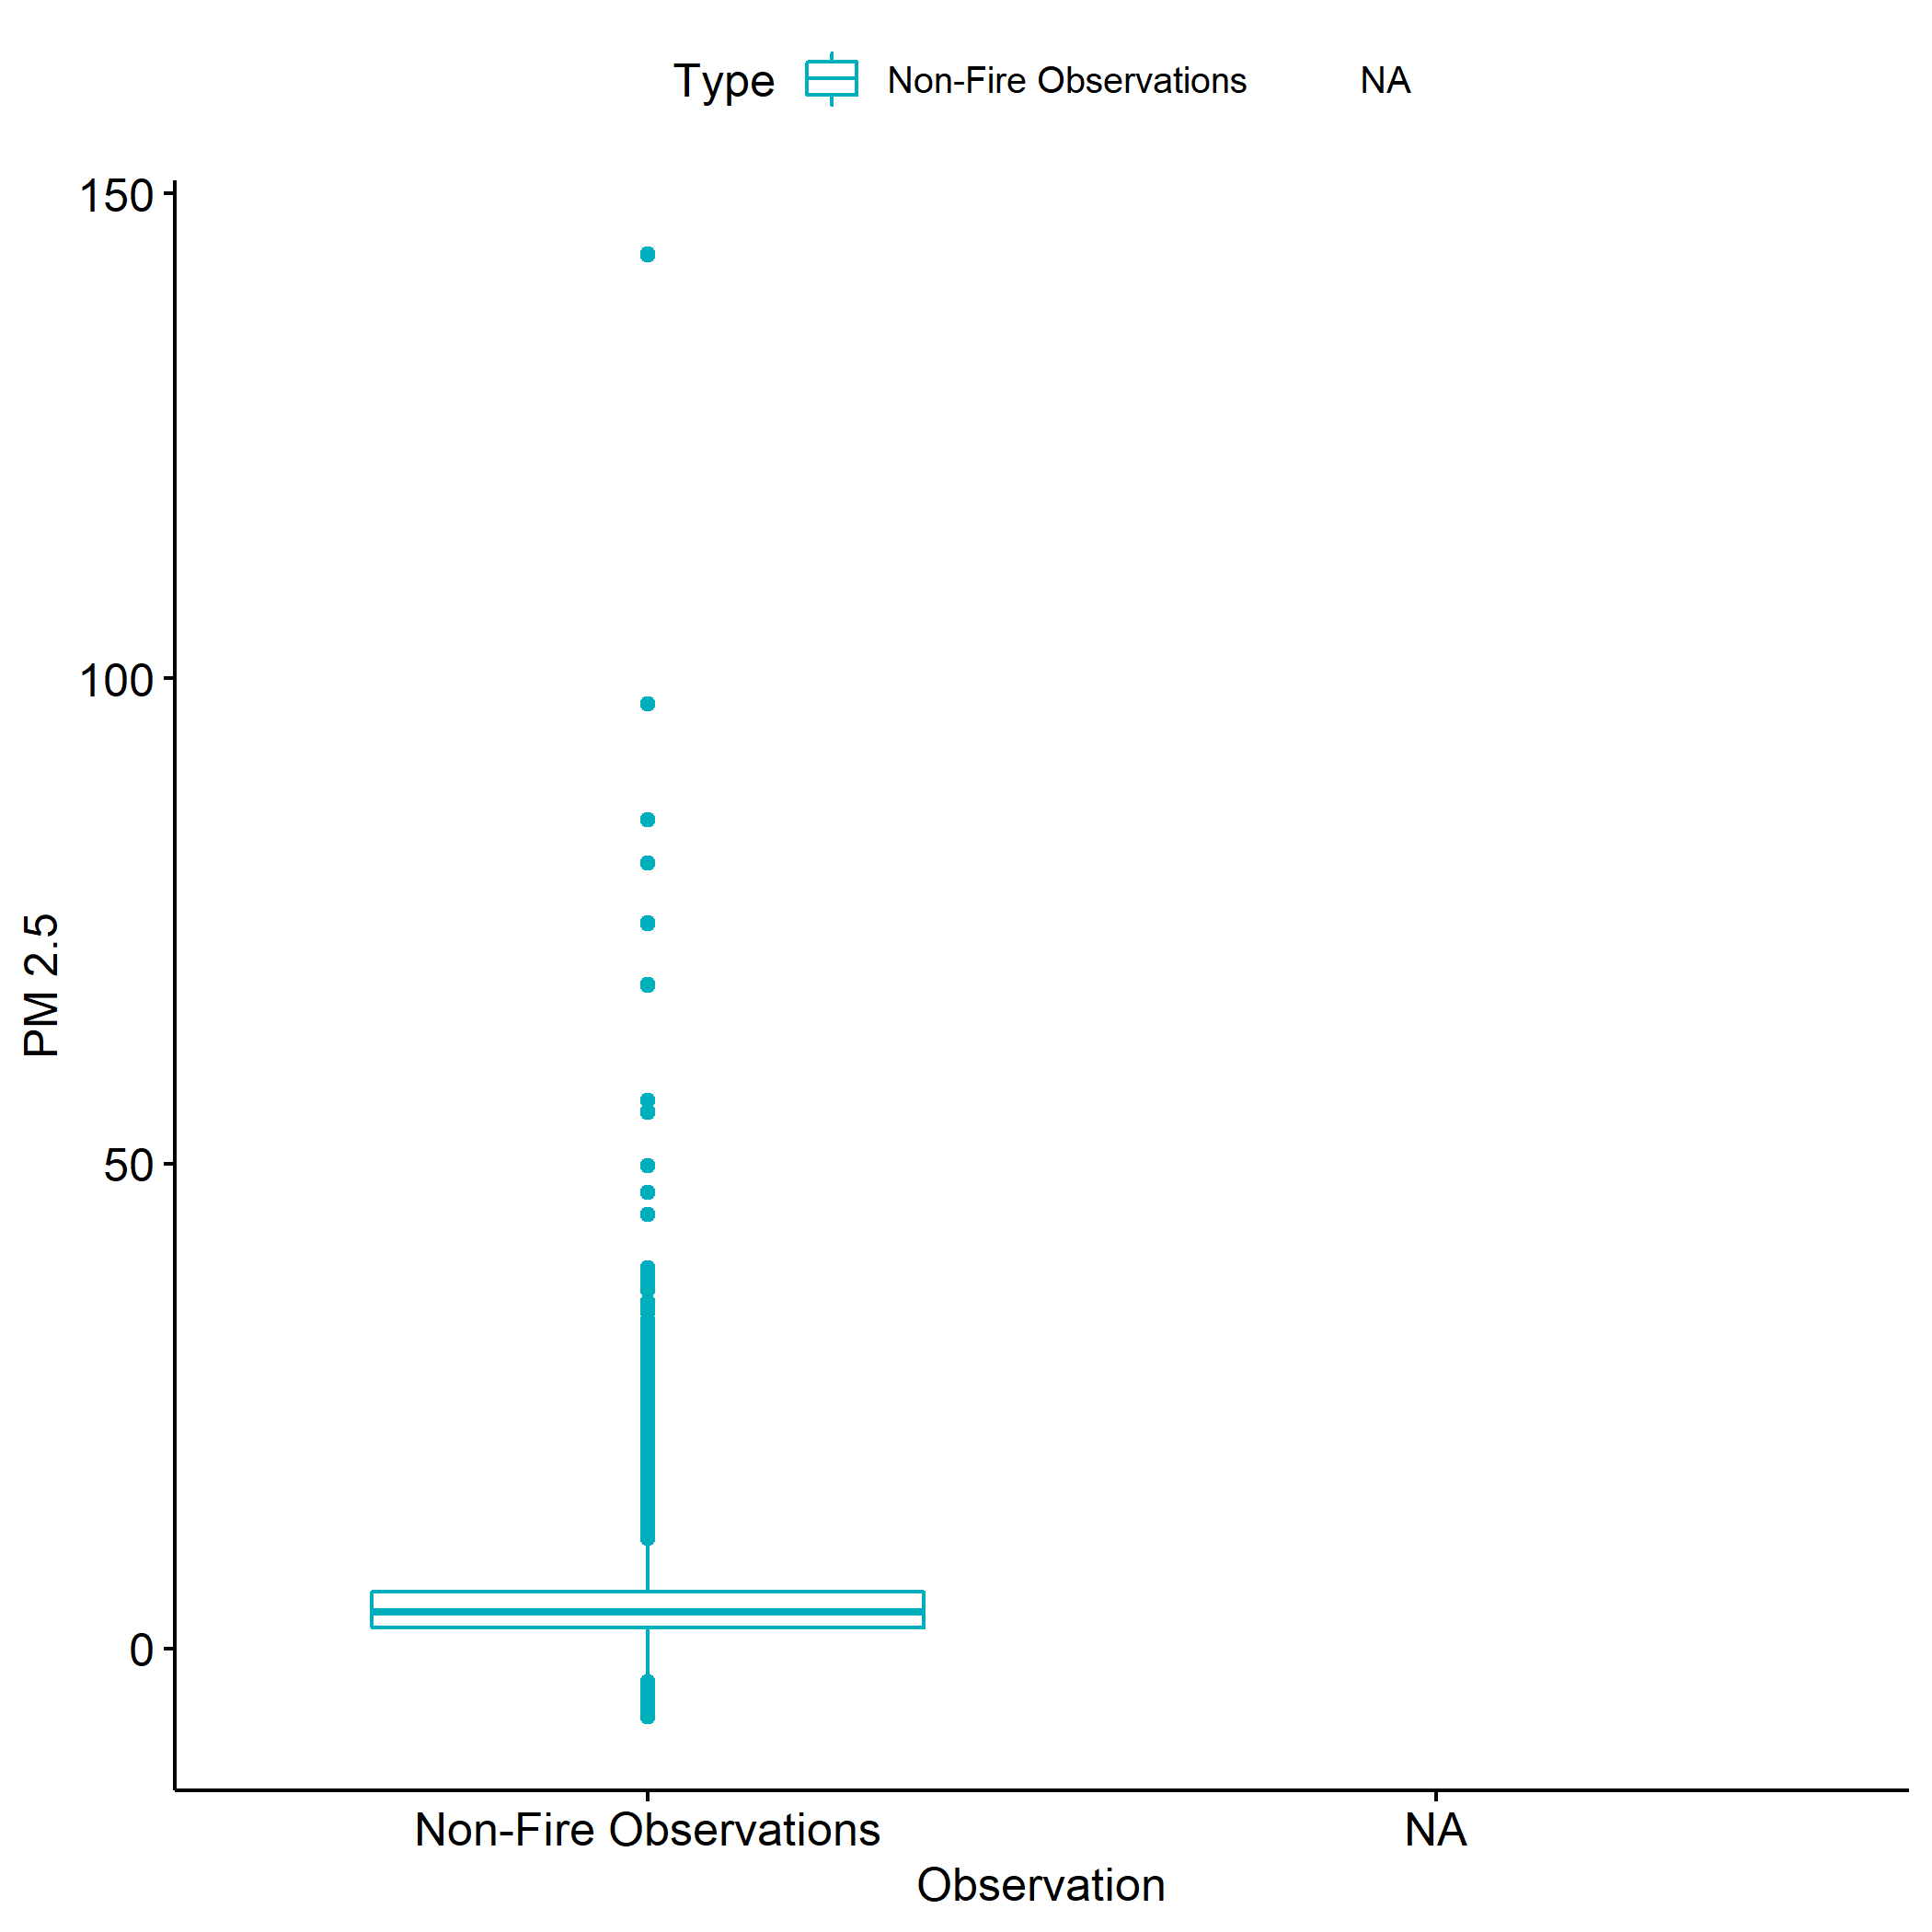 Type Non-Fire Observations NA
150
100
50
0
PM 2.5
Non-Fire Observations NA
Observation